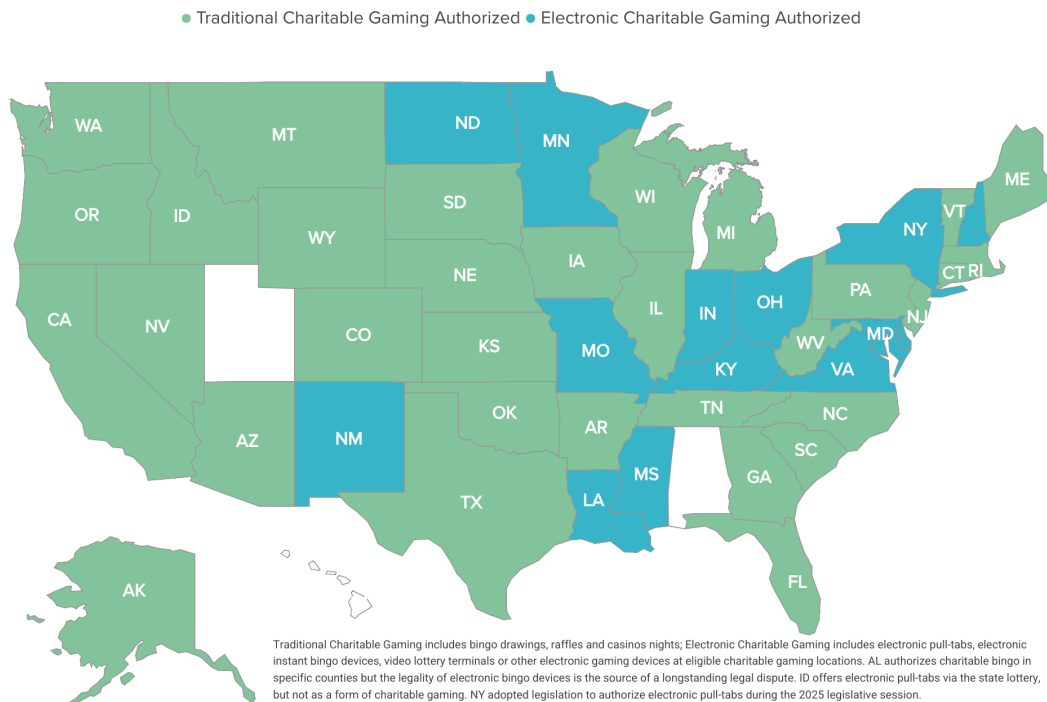 Traditional Charitable Gaming Authorized Electronic Charitable Gaming Authorized
WA
MT
ND
MN
ME
OR
ID
WY
SD
WI
MI
NY
VT
CA
NV
CO
NE
IA
IL
IN
OH
PA
CT RI
NJ
KS
MO
KY
WV
MD
VA
AZ
NM
OK
AR
TN
NC
SC
TX
LA
MS
GA
FL
AK
Traditional Charitable Gaming includes bingo drawings, raffles and casinos nights; Electronic Charitable Gaming includes electronic pull-tabs, electronic
instant bingo devices, video lottery terminals or other electronic gaming devices at eligible charitable gaming locations. AL authorizes charitable bingo in
specific counties but the legality of electronic bingo devices is the source of a longstanding legal dispute. ID offers electronic pull-tabs via the state lottery,
but not as a form of charitable gaming. NY adopted legislation to authorize electronic pull-tabs during the 2025 legislative session.